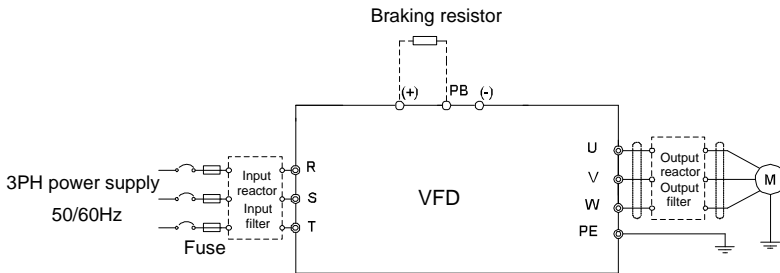 Braking resistor
(+)
PB
(-)
3PH power supply
50/60Hz
Fuse
Input
reactor
Input
filter
R
S
T
VFD
U
V
W
PE
Output
reactor
Output
filter
M